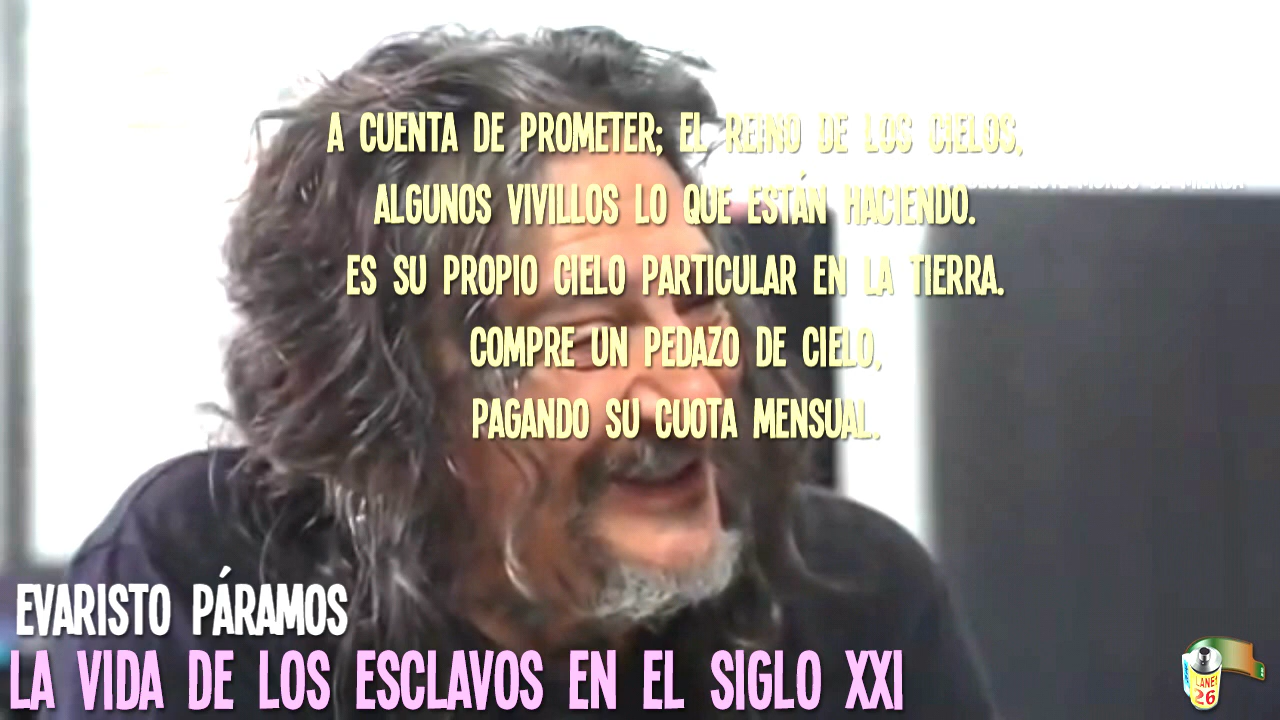 A CUENTA DE PROMETER; EL REINO DE LOS CIELOS,
ALGUNOS VIVILLOS LO QUE ESTÁN HACIENDO.
ES SU PROPIO CIELO PARTICULAR EN LA TIERRA.
COMPRE UN PEDAZO DE CIELO,
PAGANDO SU CUOTA MENSUAL.
EVARISTO PÁRAMOS
LA VIDA DE LOS ESCLAVOS EN EL SIGLO XXI
26